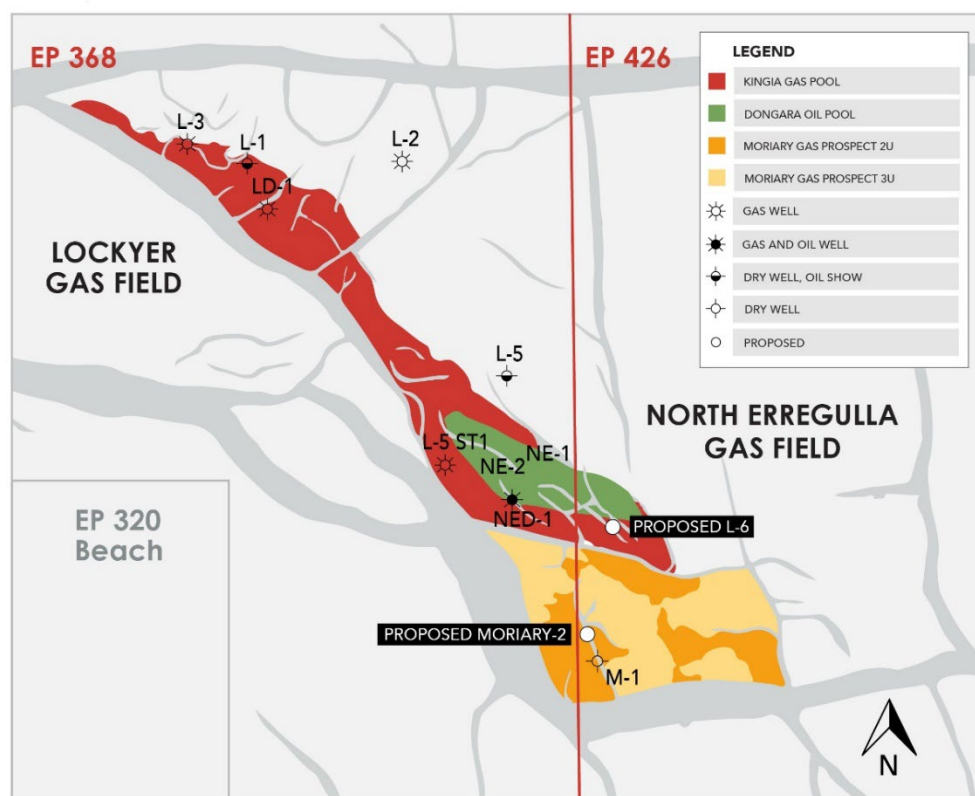 EP 368
EP 426
LEGEND
KINGIA GAS POOL
DONGARA OIL POOL
MORIARY GAS PROSPECT 2U
MORIARY GAS PROSPECT 3U
GAS WELL
GAS AND OIL WELL
DRY WELL, OIL SHOW
DRY WELL
PROPOSED
L-3
L-1
L-2
LD-1
LOCKYER
GAS FIELD
L-5
NORTH ERREGULLA
GAS FIELD
L-5 ST1
NE-1
NE-2
NED-1
PROPOSED L-6
EP 320
Beach
PROPOSED MORIARY-2
M-1
N